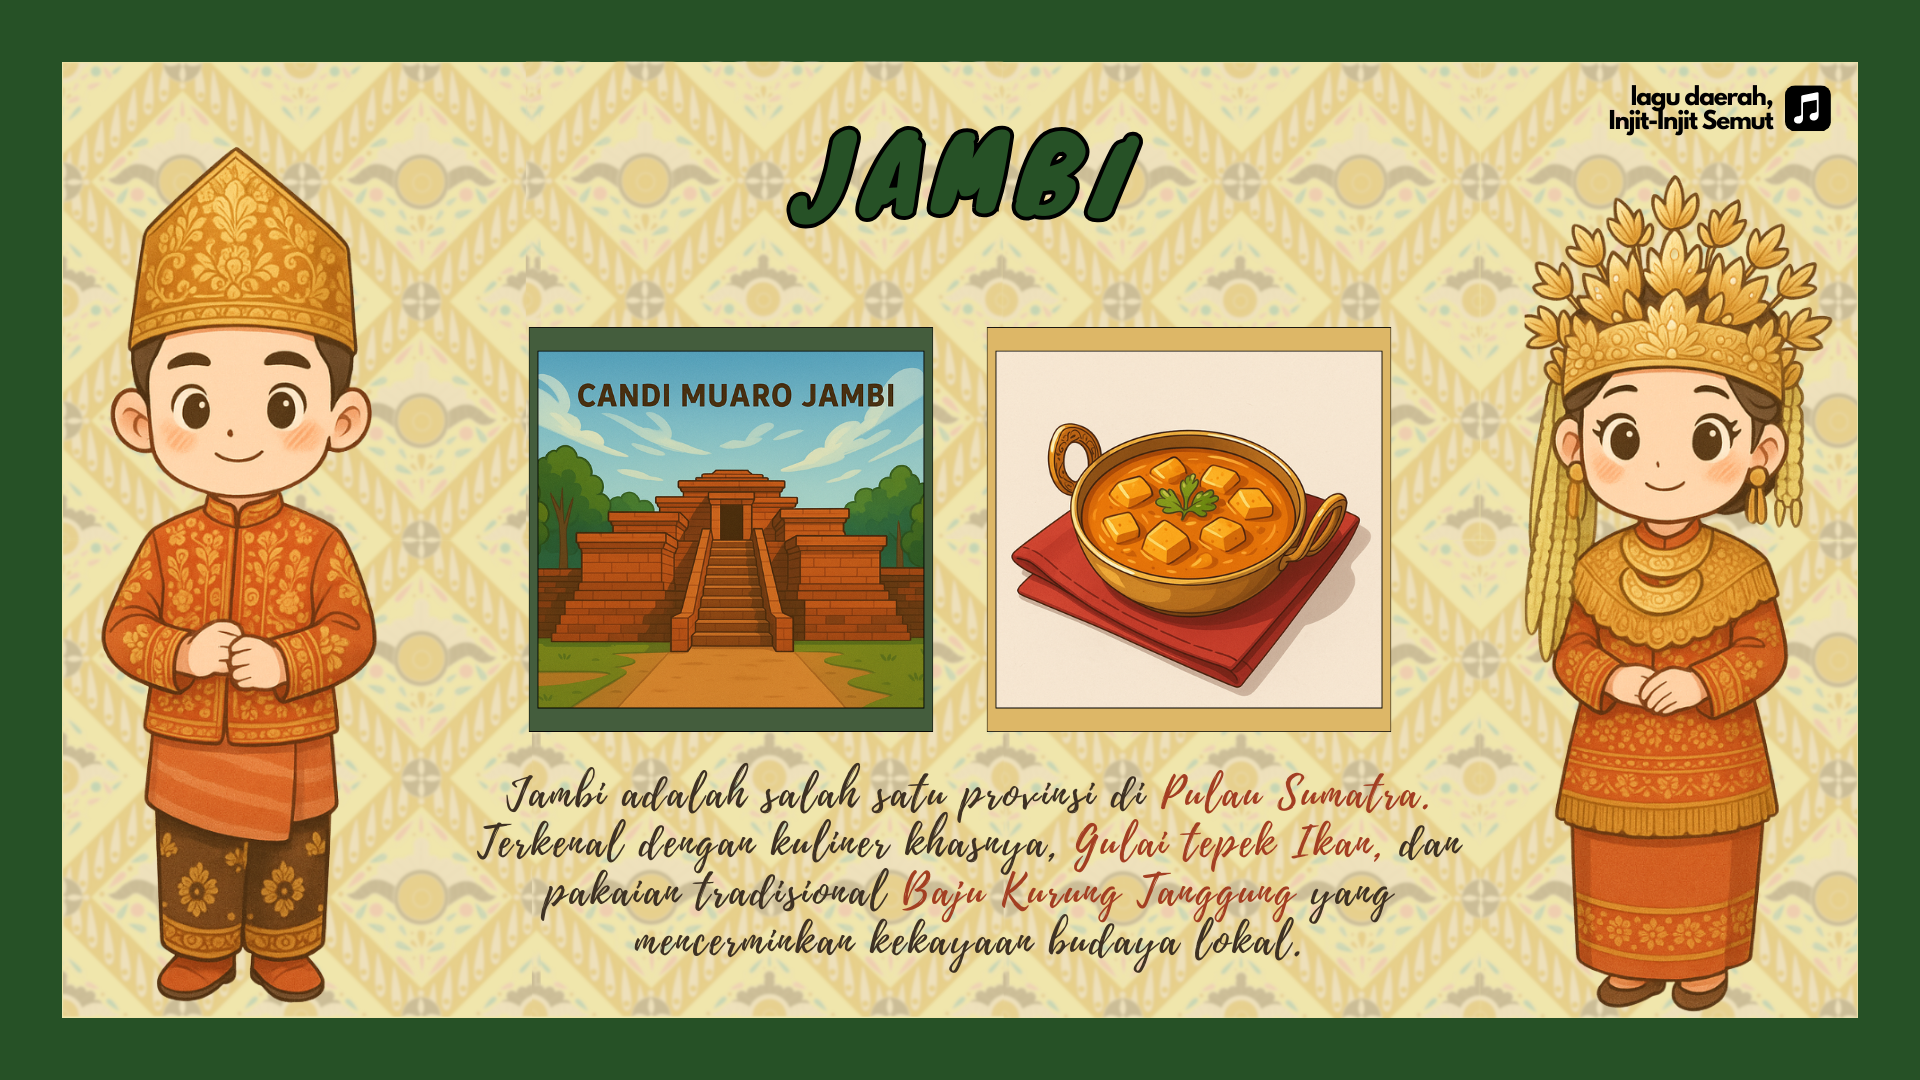 lagu daerah,
Injit-Injit Semut
JAMBI
CANDI MUARO JAMBI
Jambi adalah salah satu provinsi di Pulau Sumatra.
Terkenal dengan kuliner khasnya, Gulai tepek Ikan, dan
pakaian tradisional Baju Kurung Tanggung yang
mencerminkan kekayaan budaya lokal.